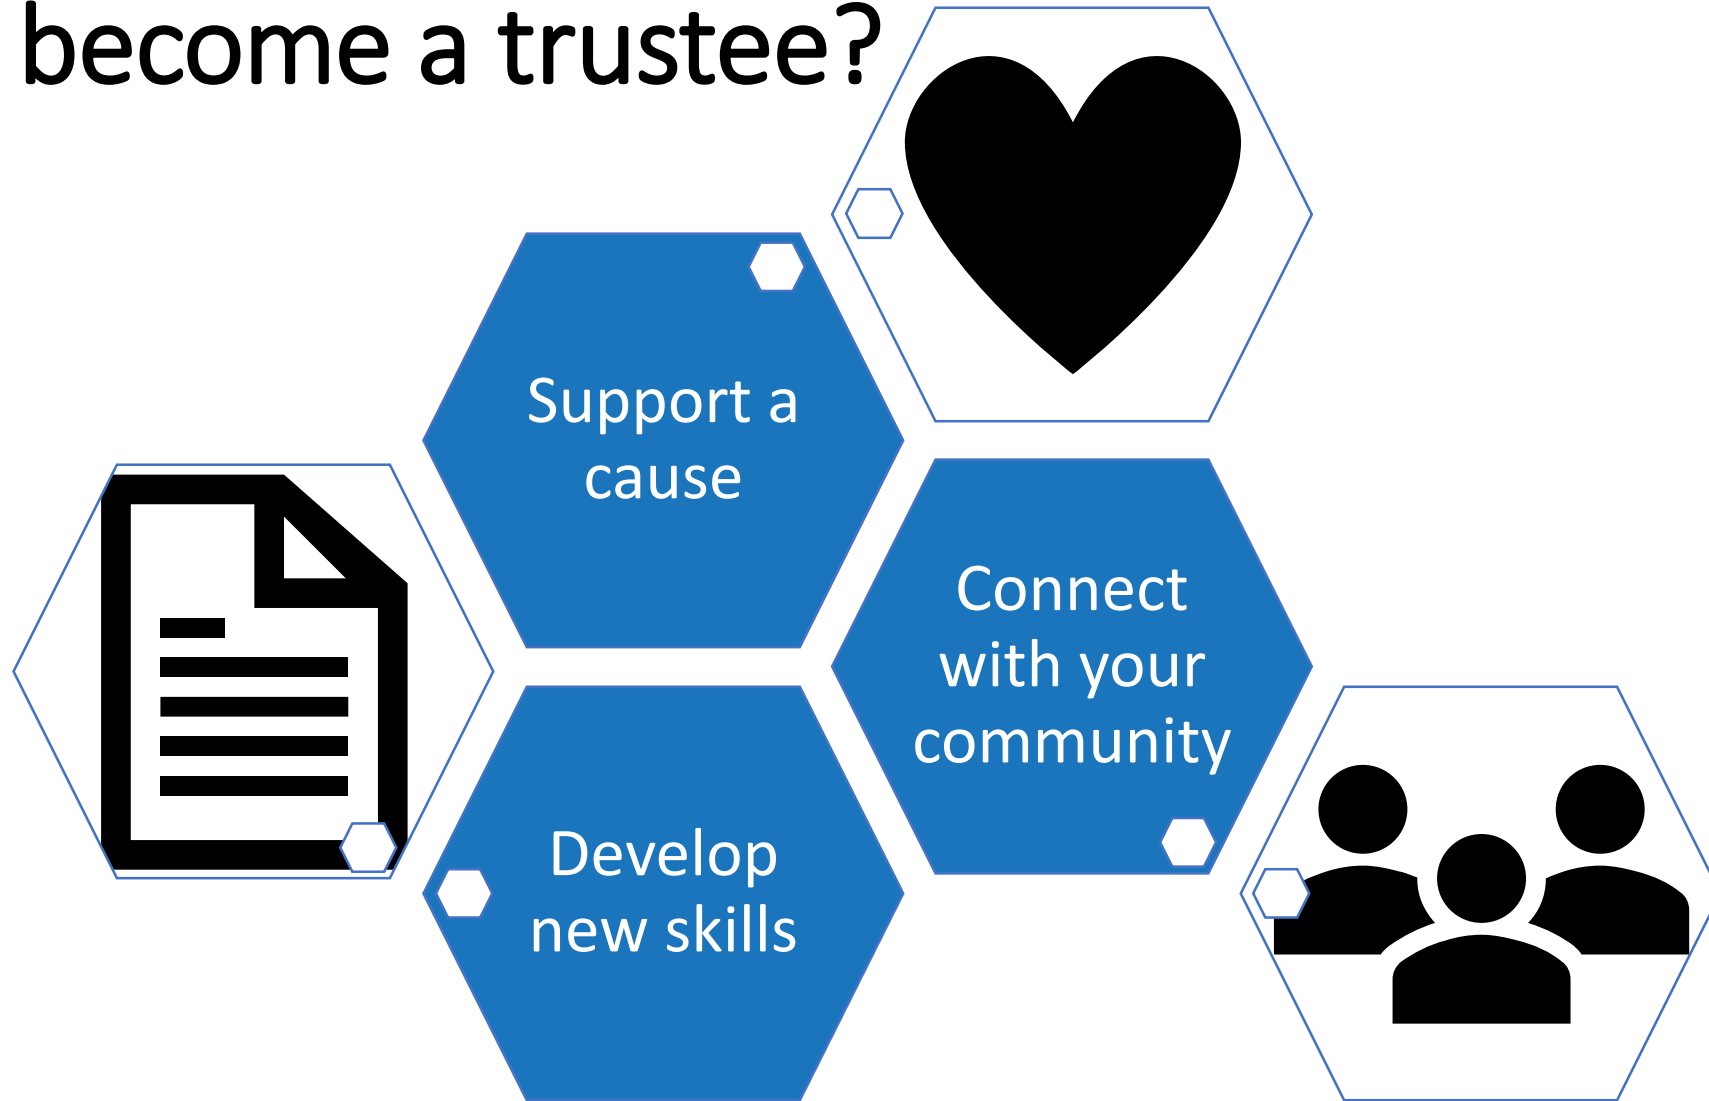 become a trustee?
Support a
cause
Connect
with your
community
Develop
new skills